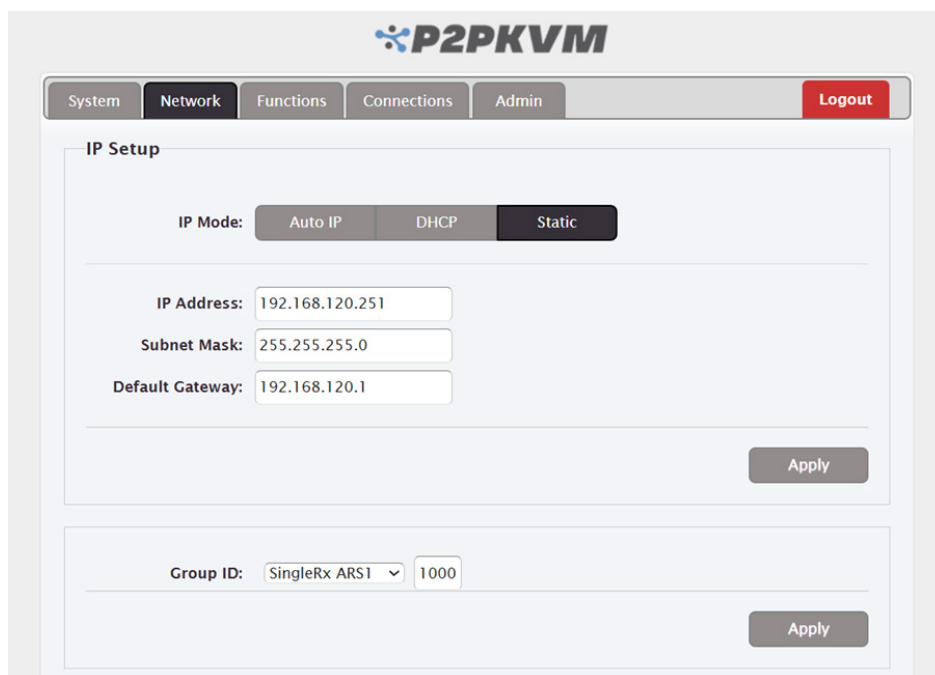 P2PKVM
System Network Functions Connections Admin Logout
IP Setup
IP Mode: Auto IP DHCP Static
IP Address: 192.168.120.251
Subnet Mask: 255.255.255.0
Default Gateway: 192.168.120.1
Apply
Group ID: SingleRx ARS1 1000
Apply